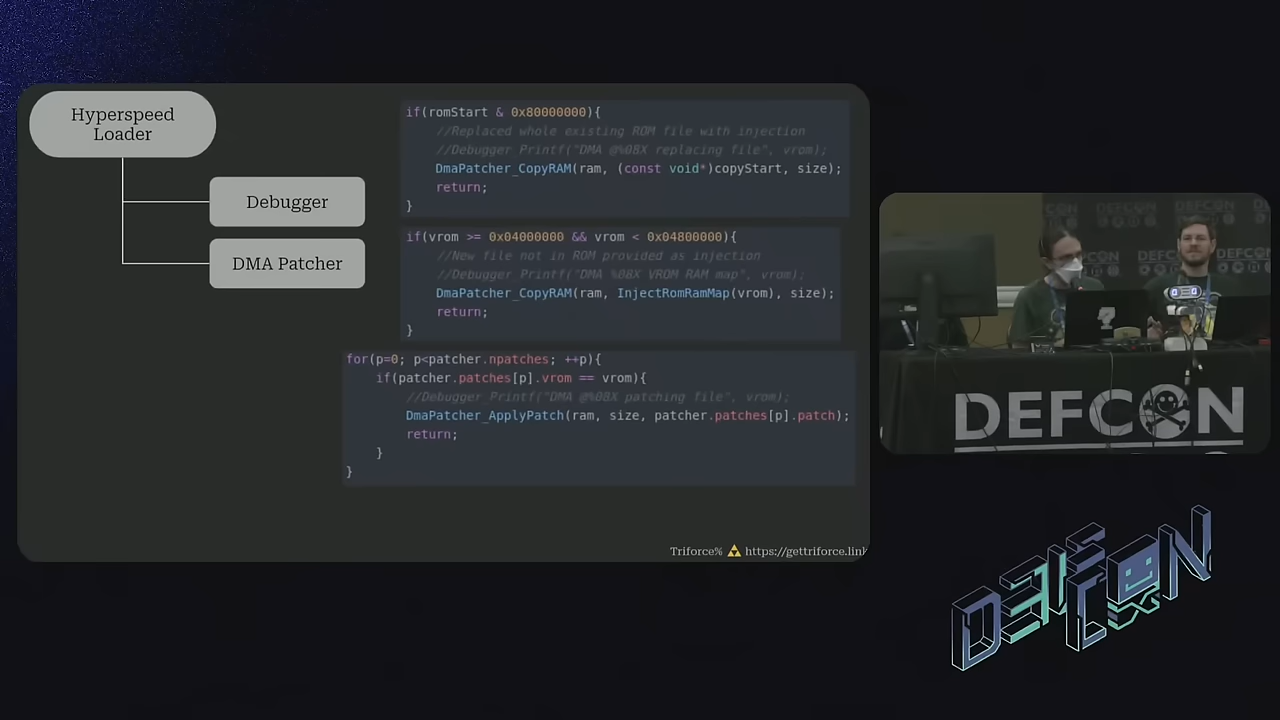 Hyperspeed
Loader
Debugger
DMA Patcher
if(romStart & 0x80000000){
//Replaced whole existing ROM file with injection
//Debugger_Printf("DMA @%08X replacing file", vrom);
DmaPatcher_CopyRAM(ram, (const void*)copyStart, size);
return;
}
if(vrom >= 0x04000000 && vrom < 0x04800000){
//New file not in ROM provided as injection
//Debugger_Printf("DMA %08X VROM RAM map", vrom);
DmaPatcher_CopyRAM(ram, InjectRomRamMap(vrom), size);
return;
}
for(p=0; p<patcher.npatches; ++p){
if(patcher.patches[p].vrom == vrom){
//Debugger_Printf("DMA @%08X patching file", vrom);
DmaPatcher_ApplyPatch(ram, size, patcher.patches[p].patch);
return;
}
}
Triforce% https://gettriforce.link
DEFCON
DEFCON
DEFCON
DEFCON
DEFCON